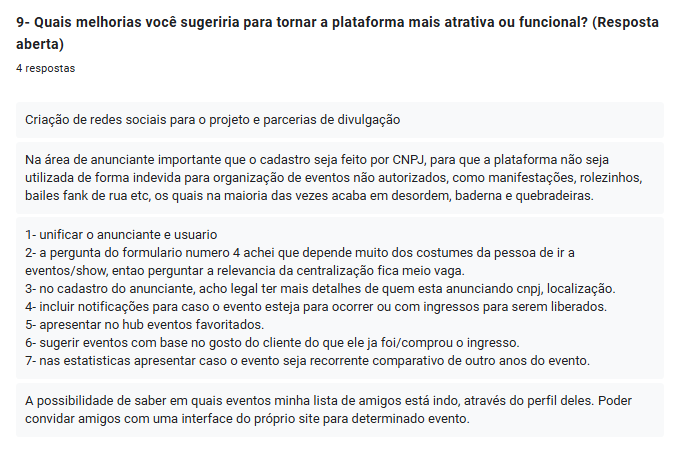 9- Quais melhorias você sugeriria para tornar a plataforma mais atrativa ou funcional? (Resposta
aberta)
4 respostas
Criação de redes sociais para o projeto e parcerias de divulgação
Na área de anunciante importante que o cadastro seja feito por CNPJ, para que a plataforma não seja
utilizada de forma indevida para organização de eventos não autorizados, como manifestações, rolezinhos,
bailes fank de rua etc, os quais na maioria das vezes acaba em desordem, baderna e quebradeiras.
1- unificar o anunciante e usuario
2- a pergunta do formulario numero 4 achei que depende muito dos costumes da pessoa de ir a
eventos/show, entao perguntar a relevancia da centralização fica meio vaga.
3- no cadastro do anunciante, acho legal ter mais detalhes de quem esta anunciando cnpj, localização.
4- incluir notificações para caso o evento esteja para ocorrer ou com ingressos para serem liberados.
5- apresentar no hub eventos favoritados.
6- sugerir eventos com base no gosto do cliente do que ele ja foi/comprou o ingresso.
7- nas estatisticas apresentar caso o evento seja recorrente comparativo de outro anos do evento.
A possibilidade de saber em quais eventos minha lista de amigos está indo, através do perfil deles. Poder
convidar amigos com uma interface do próprio site para determinado evento.